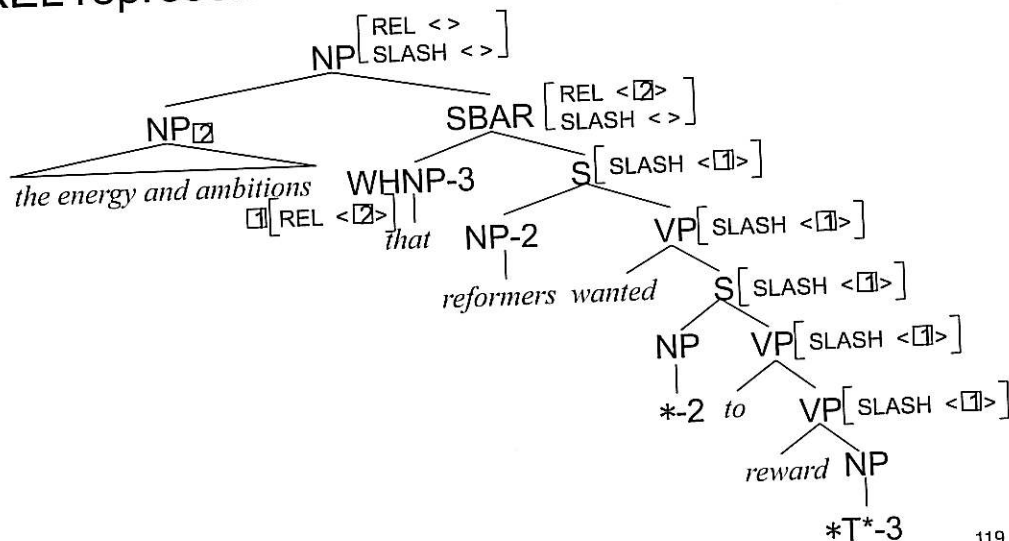 REL <>
NP[SLASH <>]
NP[2]
SBAR
REL <[2]>
SLASH <>
the energy and ambitions
WHNP-3
S[SLASH <[1]>]
[1][REL <[2]>]
that
NP-2
VP[SLASH <[1]>]
reformers wanted
S[SLASH <[1]>]
NP
VP[SLASH <[1]>]
*-2 to
VP[SLASH <[1]>]
reward NP
*T*-3
119